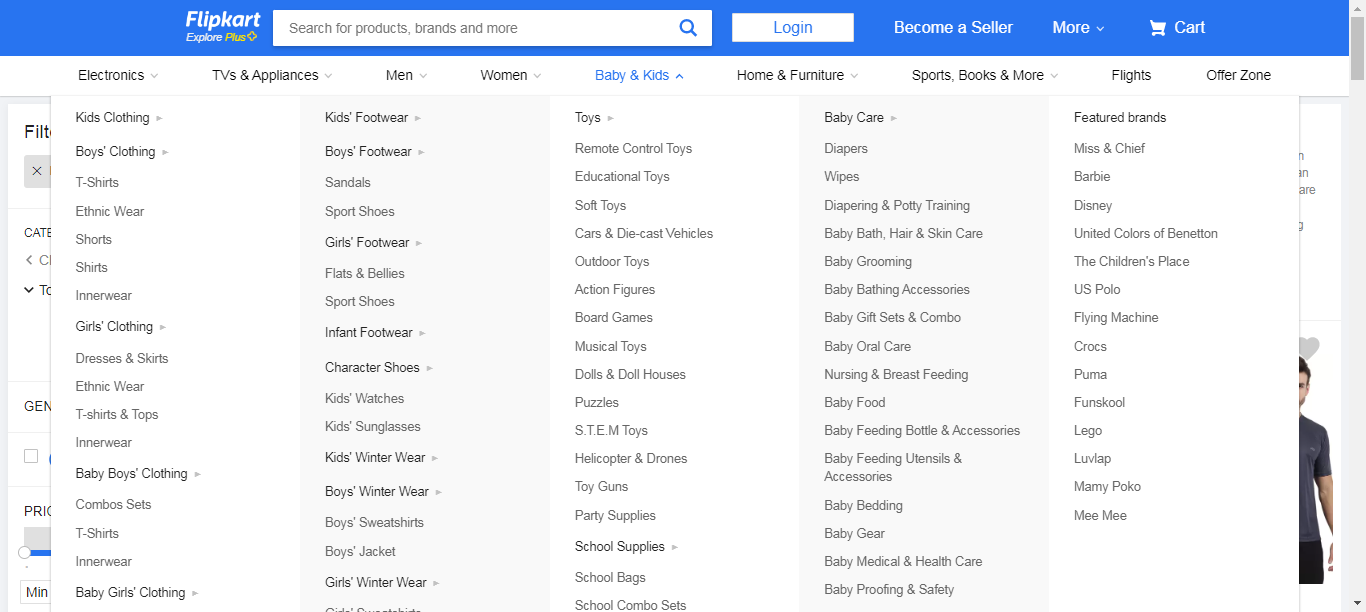 Flipkart
Explore Plus
Search for products, brands and more
Login
Become a Seller
More
Cart
Electronics
TVs & Appliances
Men
Women
Baby & Kids
Home & Furniture
Sports, Books & More
Flights
Offer Zone
Kids Clothing
Boys' Clothing
T-Shirts
Ethnic Wear
Shorts
Shirts
Innerwear
Girls' Clothing
Dresses & Skirts
Ethnic Wear
T-shirts & Tops
Innerwear
Baby Boys' Clothing
Combos Sets
T-Shirts
Innerwear
Baby Girls' Clothing
Kids' Footwear
Boys' Footwear
Sandals
Sport Shoes
Girls' Footwear
Flats & Bellies
Sport Shoes
Infant Footwear
Character Shoes
Kids' Watches
Kids' Sunglasses
Kids' Winter Wear
Boys' Winter Wear
Boys' Sweatshirts
Boys' Jacket
Girls' Winter Wear
Girls' Sweatshirts
Toys
Remote Control Toys
Educational Toys
Soft Toys
Cars & Die-cast Vehicles
Outdoor Toys
Action Figures
Board Games
Musical Toys
Dolls & Doll Houses
Puzzles
S.T.E.M Toys
Helicopter & Drones
Toy Guns
Party Supplies
School Supplies
School Bags
School Combo Sets
Baby Care
Diapers
Wipes
Diapering & Potty Training
Baby Bath, Hair & Skin Care
Baby Grooming
Baby Bathing Accessories
Baby Gift Sets & Combo
Baby Oral Care
Nursing & Breast Feeding
Baby Food
Baby Feeding Bottle & Accessories
Baby Feeding Utensils &
Accessories
Baby Bedding
Baby Gear
Baby Medical & Health Care
Baby Proofing & Safety
Featured brands
Miss & Chief
Barbie
Disney
United Colors of Benetton
The Children's Place
US Polo
Flying Machine
Crocs
Puma
Funskool
Lego
Luvlap
Mamy Poko
Mee Mee
Min